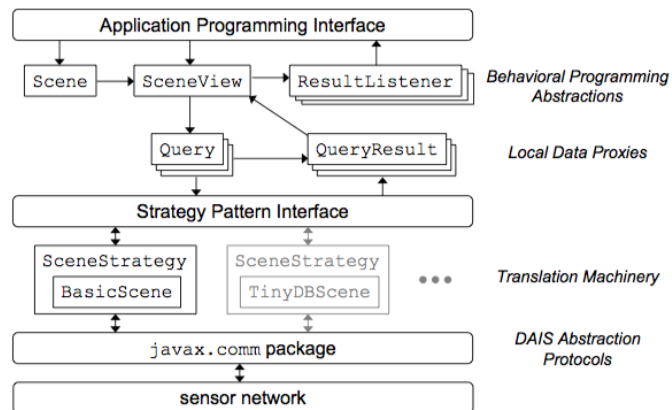 Application Programming Interface
Scene
SceneView
ResultListener
Behavioral Programming
Abstractions
Query
QueryResult
Local Data Proxies
Strategy Pattern Interface
SceneStrategy
BasicScene
SceneStrategy
TinyDBScene
Translation Machinery
javax.comm package
DAIS Abstraction
Protocols
sensor network